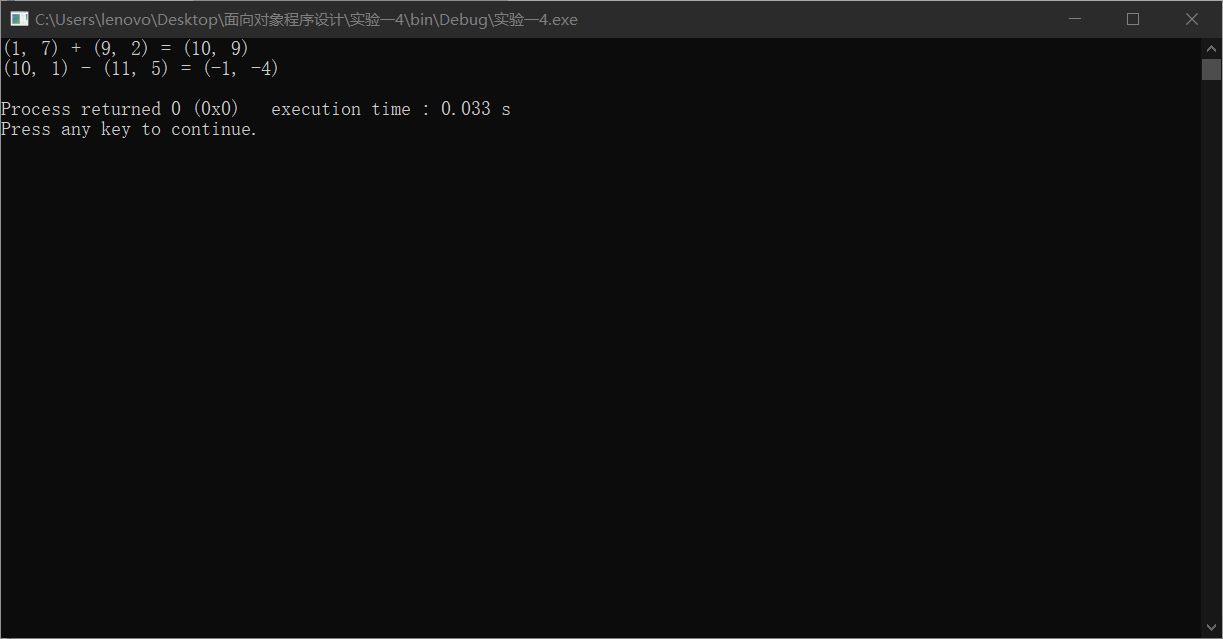 C:\Users\lenovo\Desktop\面向对象程序设计\实验一4\bin\Debug\实验一4.exe
(1, 7) + (9, 2) = (10, 9)
(10, 1) - (11, 5) = (-1, -4)
Process returned 0 (0x0)   execution time : 0.033 s
Press any key to continue.